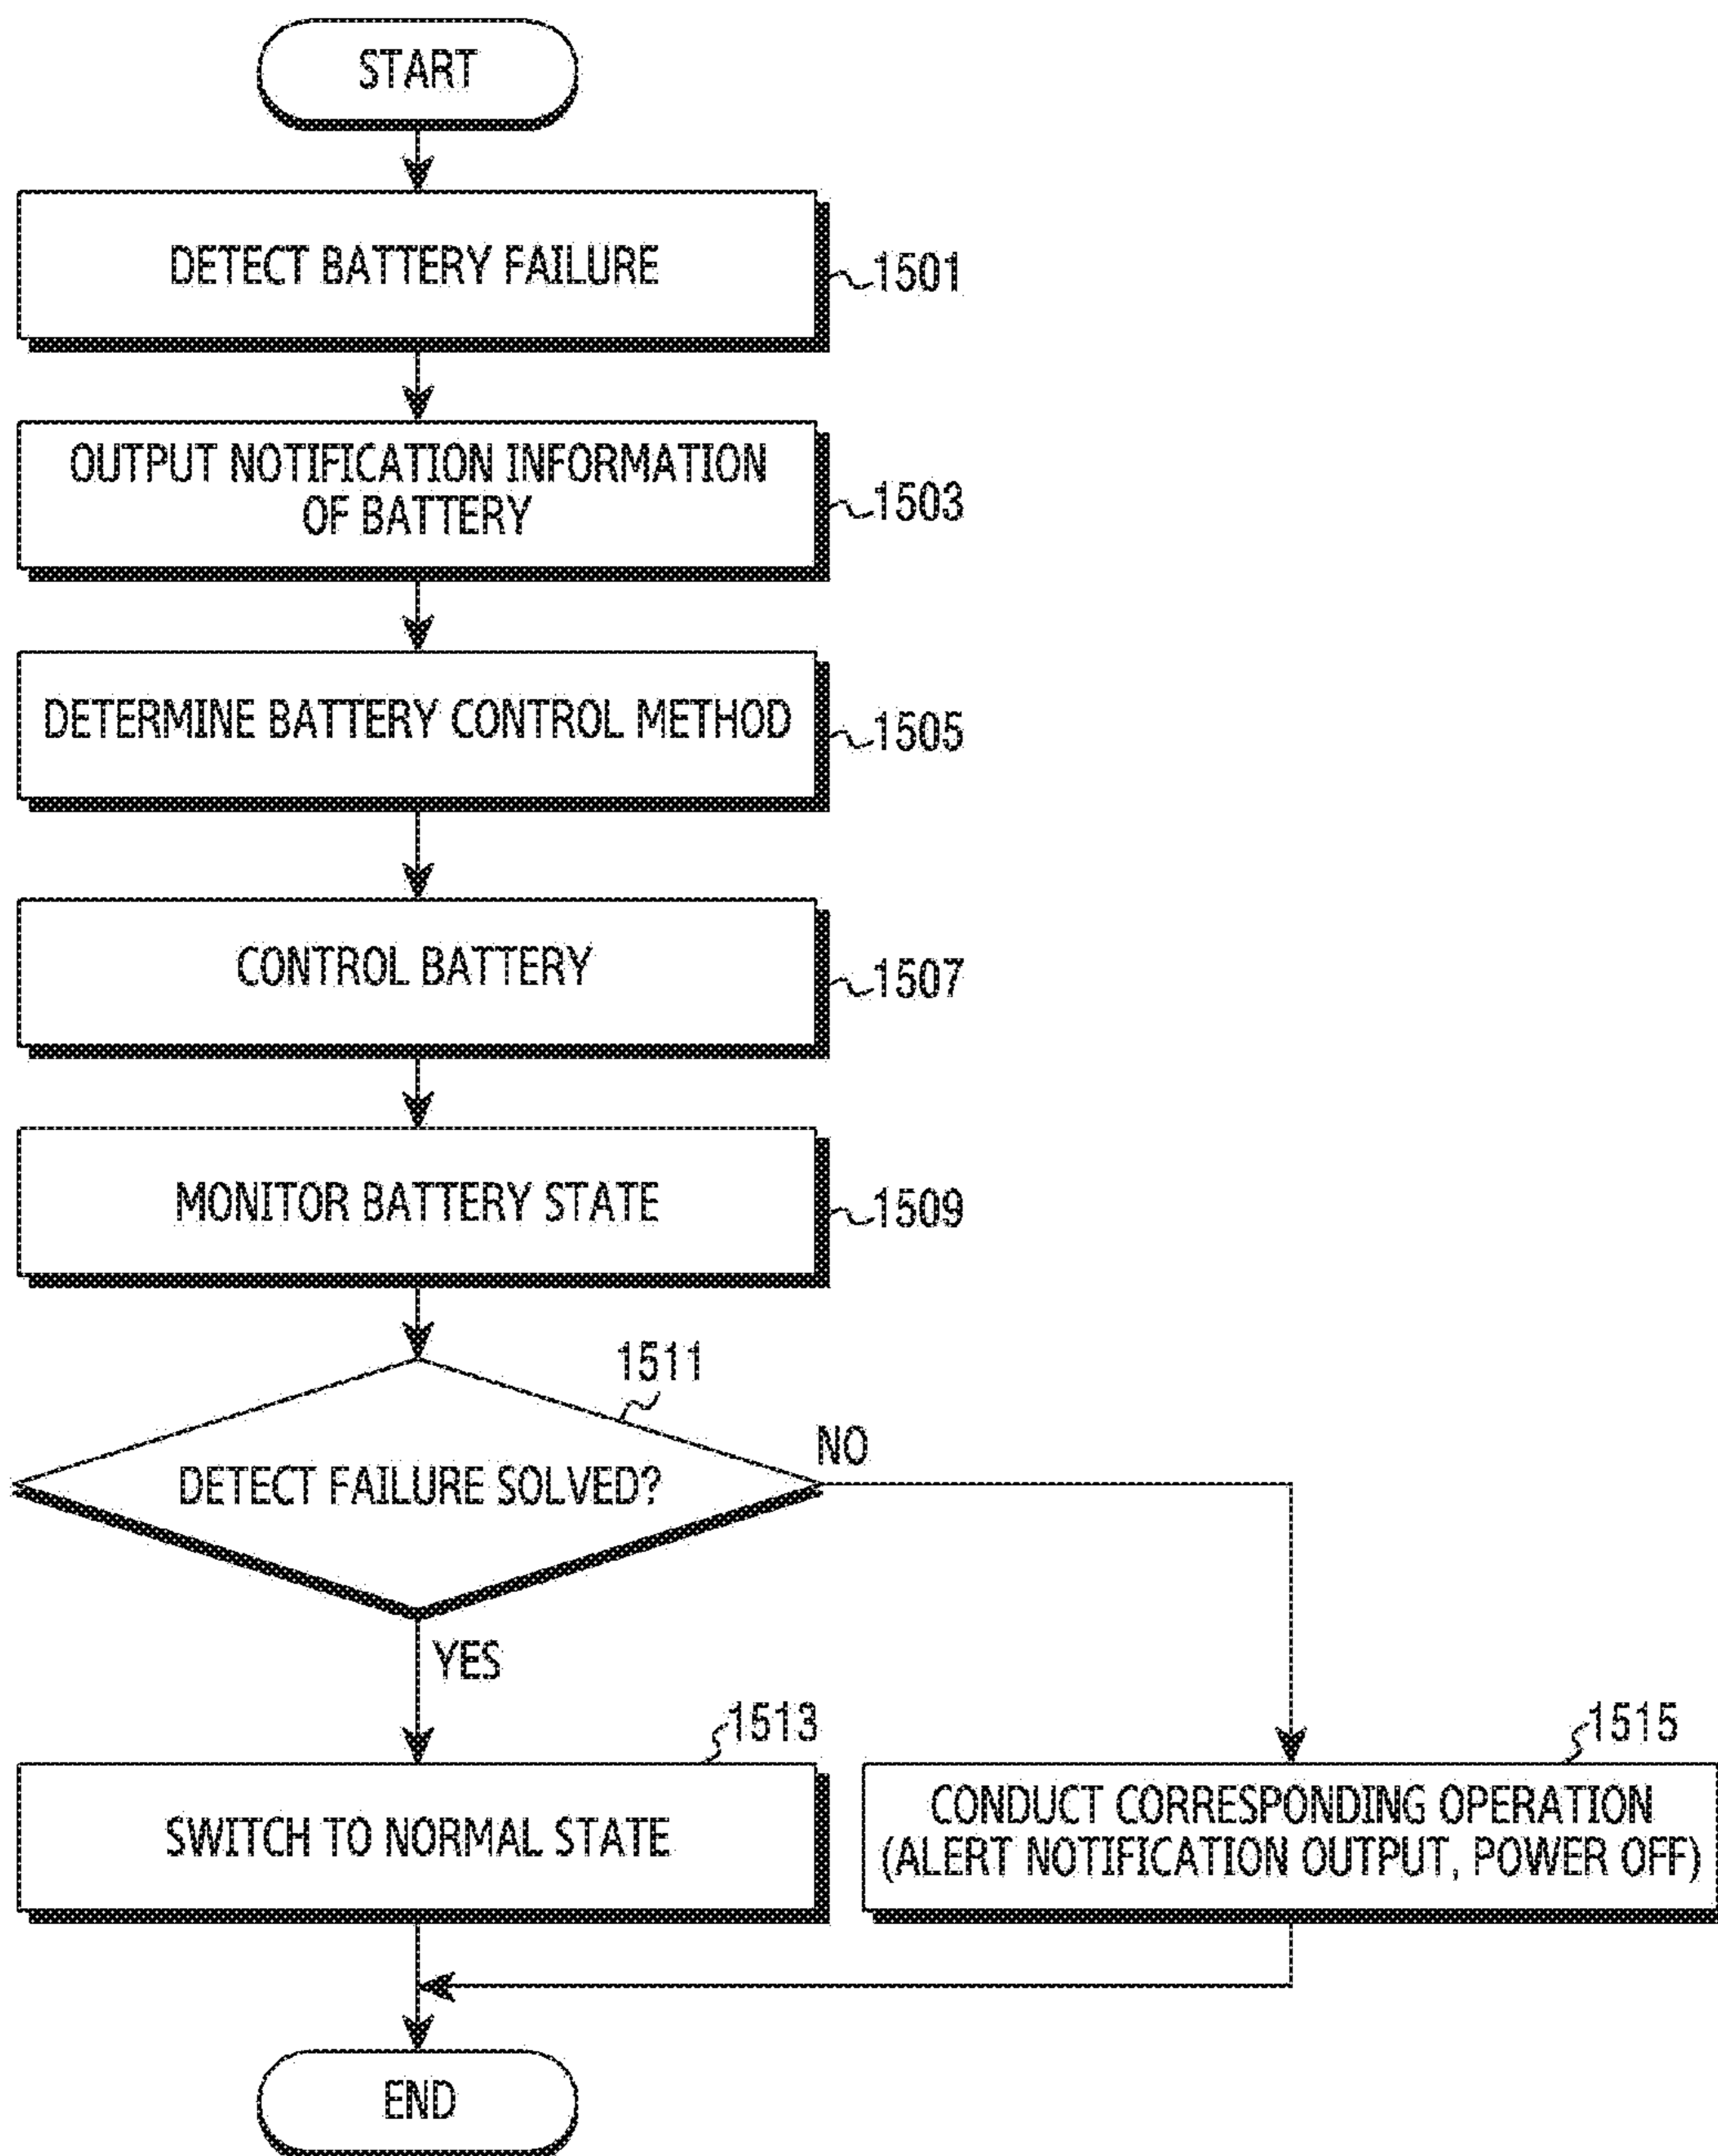 START
DETECT BATTERY FAILURE
1501
OUTPUT NOTIFICATION INFORMATION
OF BATTERY
1503
DETERMINE BATTERY CONTROL METHOD
1505
CONTROL BATTERY
1507
MONITOR BATTERY STATE
1509
1511
DETECT FAILURE SOLVED?
NO
YES
1513
SWITCH TO NORMAL STATE
1515
CONDUCT CORRESPONDING OPERATION
(ALERT NOTIFICATION OUTPUT, POWER OFF)
END